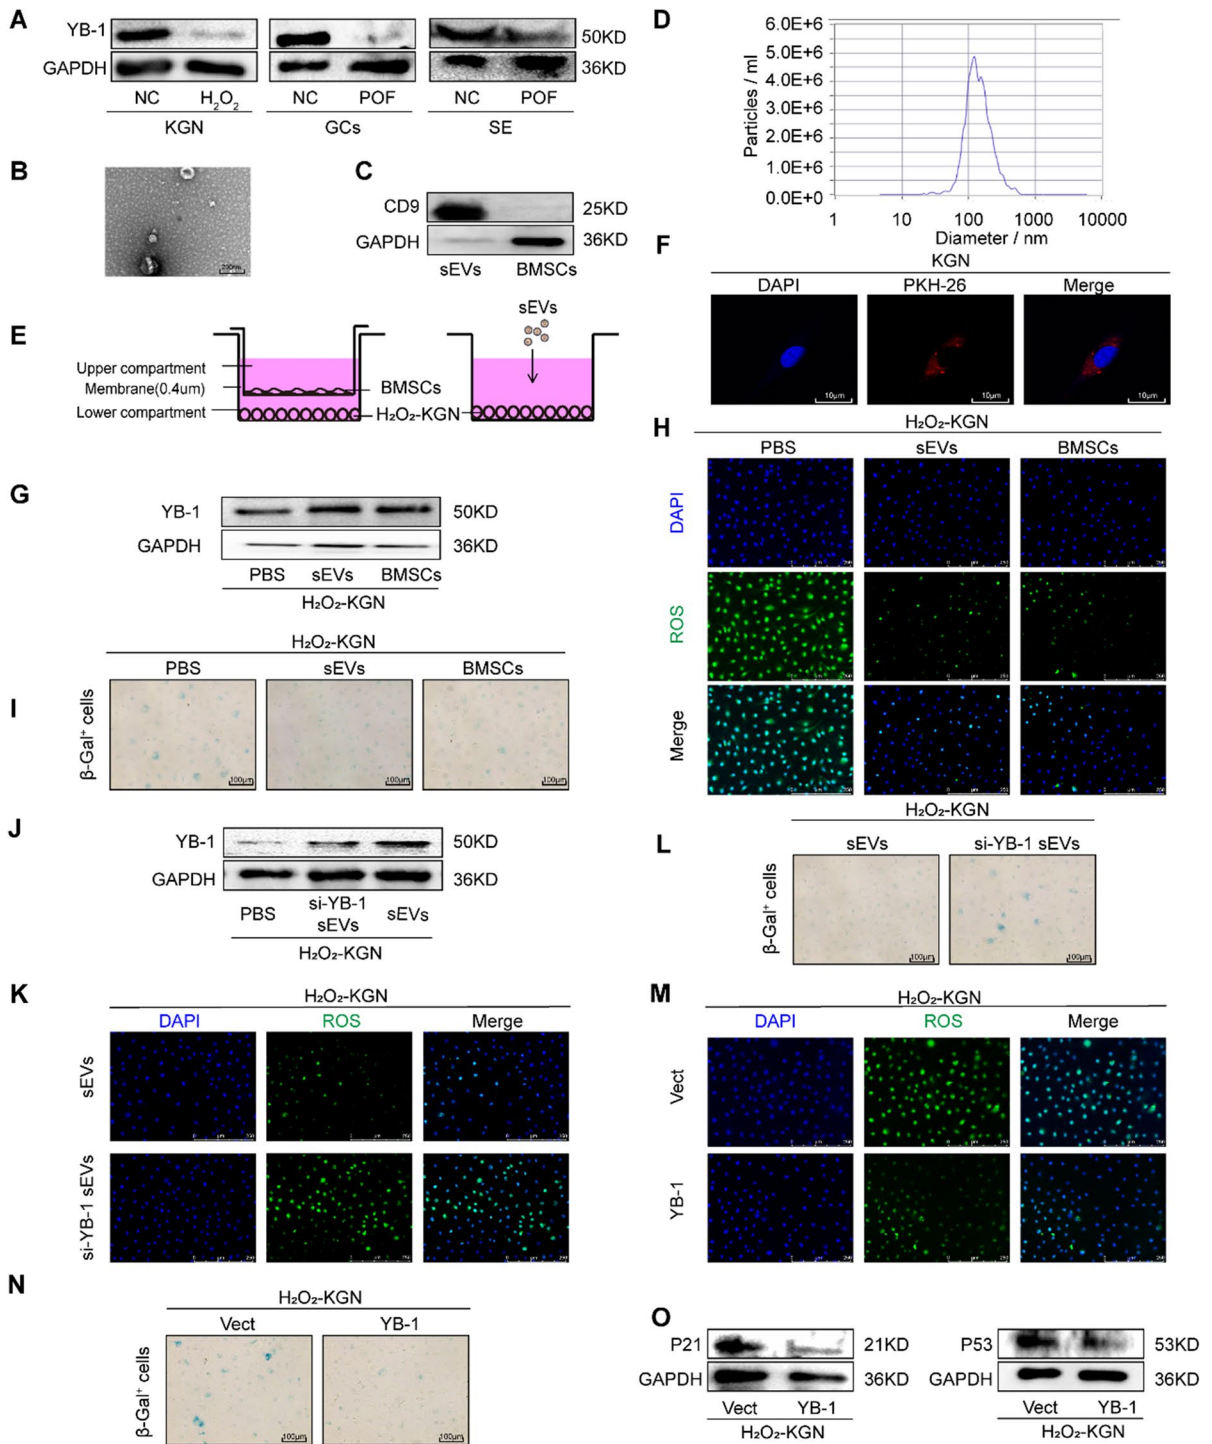 A
YB-1
50KD
GAPDH
36KD
NC H₂O₂ NC POF NC POF
KGN GCs SE
B
200nm
C
CD9
25KD
GAPDH
36KD
sEVs BMSCs
D
Particles / ml
6.0E+6
5.0E+6
4.0E+6
3.0E+6
2.0E+6
1.0E+6
0.0E+0
1 10 100 1000 10000
Diameter / nm
E
sEVs
Upper compartment
Membrane(0.4um)
BMSCs
Lower compartment
H₂O₂-KGN
F
KGN
DAPI PKH-26 Merge
10μm 10μm 10μm
G
YB-1
50KD
GAPDH
36KD
PBS sEVs BMSCs
H₂O₂-KGN
H
H₂O₂-KGN
PBS sEVs BMSCs
DAPI
ROS
Merge
I
H₂O₂-KGN
PBS sEVs BMSCs
β-Gal⁺ cells
100μm 100μm 100μm
J
YB-1
50KD
GAPDH
36KD
PBS si-YB-1 sEVs
sEVs
H₂O₂-KGN
K
H₂O₂-KGN
DAPI ROS Merge
sEVs
si-YB-1 sEVs
L
H₂O₂-KGN
sEVs si-YB-1 sEVs
β-Gal⁺ cells
100μm 100μm
M
H₂O₂-KGN
DAPI ROS Merge
Vect
YB-1
N
H₂O₂-KGN
Vect YB-1
β-Gal⁺ cells
100μm 100μm
O
P21
21KD
GAPDH
36KD
Vect YB-1
H₂O₂-KGN
P53
53KD
GAPDH
36KD
Vect YB-1
H₂O₂-KGN